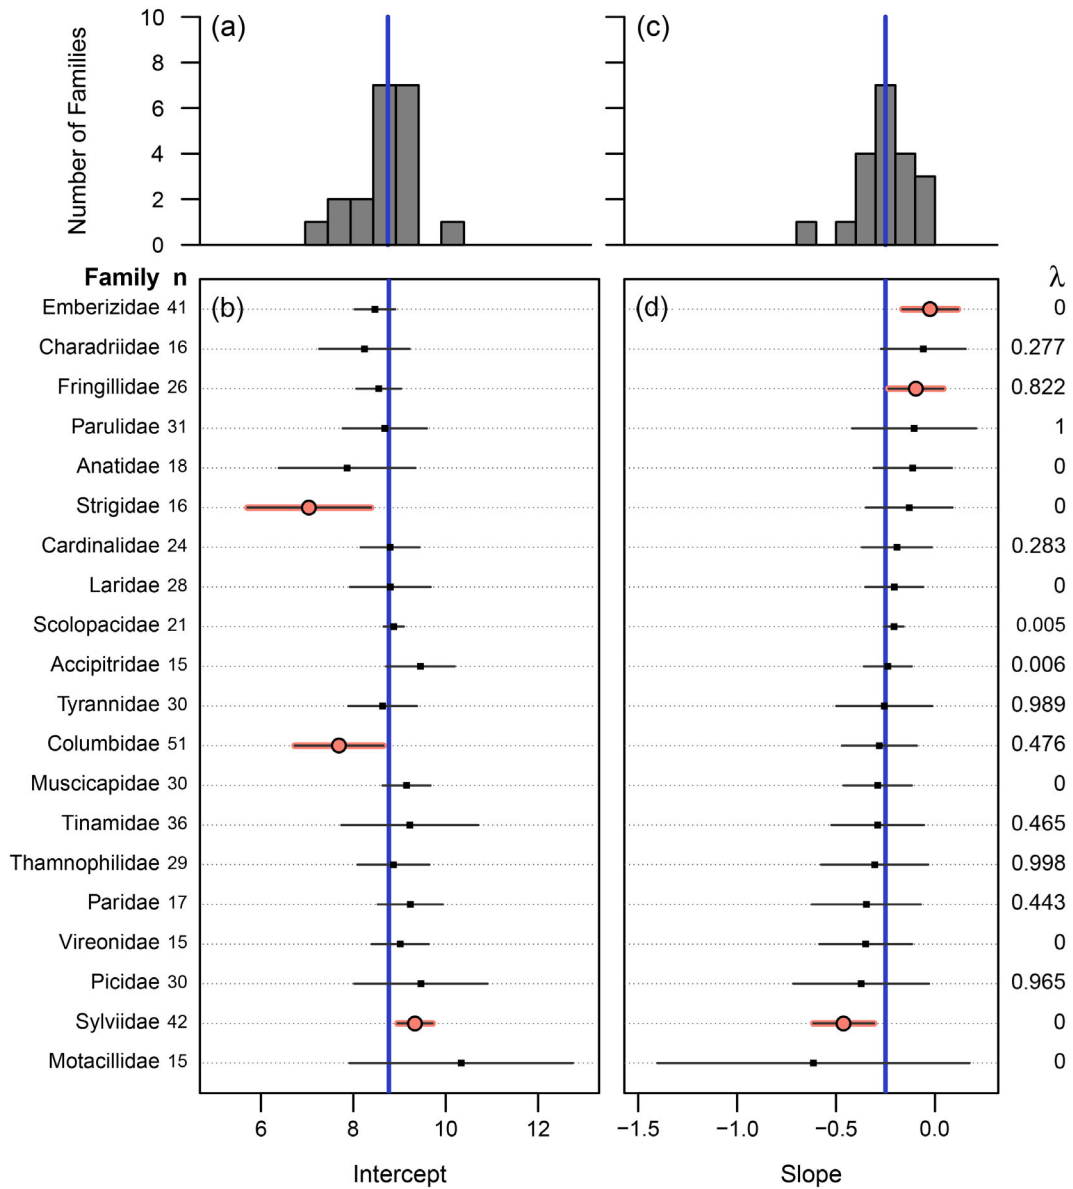 (a)
(c)
Number of Families
10
8
6
4
2
0
Family n λ
(b) (d)
Emberizidae 41 0
Charadriidae 16 0.277
Fringillidae 26 0.822
Parulidae 31 1
Anatidae 18 0
Strigidae 16 0
Cardinalidae 24 0.283
Laridae 28 0
Scolopacidae 21 0.005
Accipitridae 15 0.006
Tyrannidae 30 0.989
Columbidae 51 0.476
Muscicapidae 30 0
Tinamidae 36 0.465
Thamnophilidae 29 0.998
Paridae 17 0.443
Vireonidae 15 0
Picidae 30 0.965
Sylviidae 42 0
Motacillidae 15 0
6 8 10 12 −1.5 −1.0 −0.5 0.0
Intercept Slope